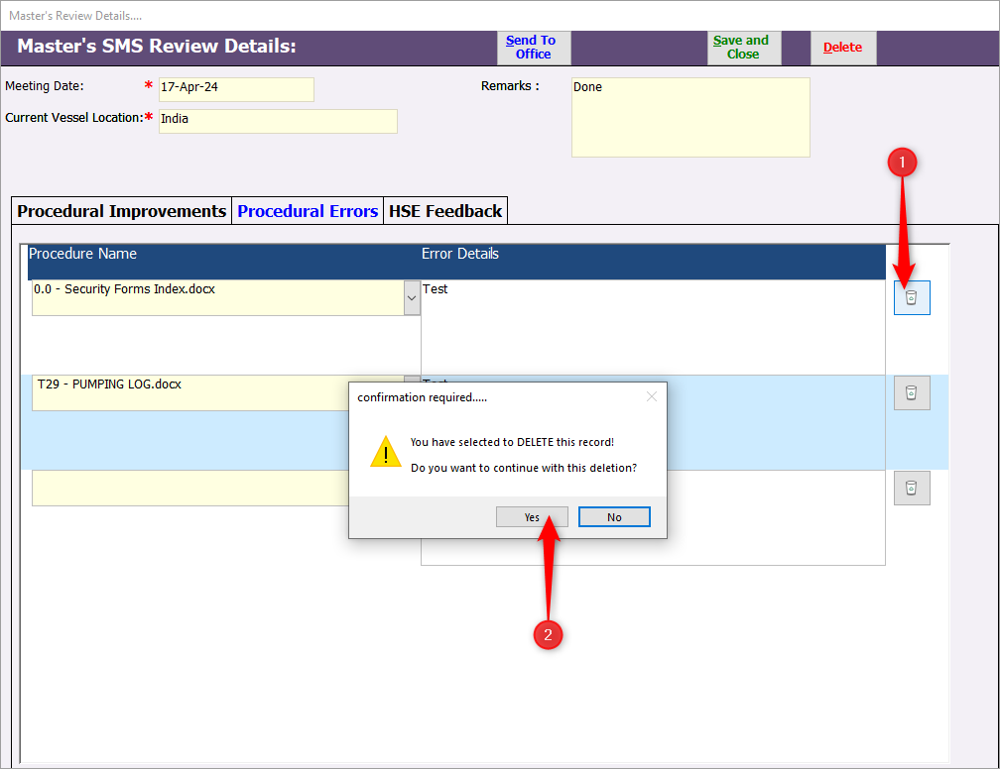 Master's Review Details....
Master's SMS Review Details:
Send To
Office
Save and
Close
Delete
Meeting Date:
*
17-Apr-24
Remarks :
Done
Current Vessel Location:*
India
1
Procedural Improvements
Procedural Errors
HSE Feedback
Procedure Name
Error Details
0.0 - Security Forms Index.docx
Test
T29 - PUMPING LOG.docx
Test
confirmation required.....
You have selected to DELETE this record!
Do you want to continue with this deletion?
Yes
No
2